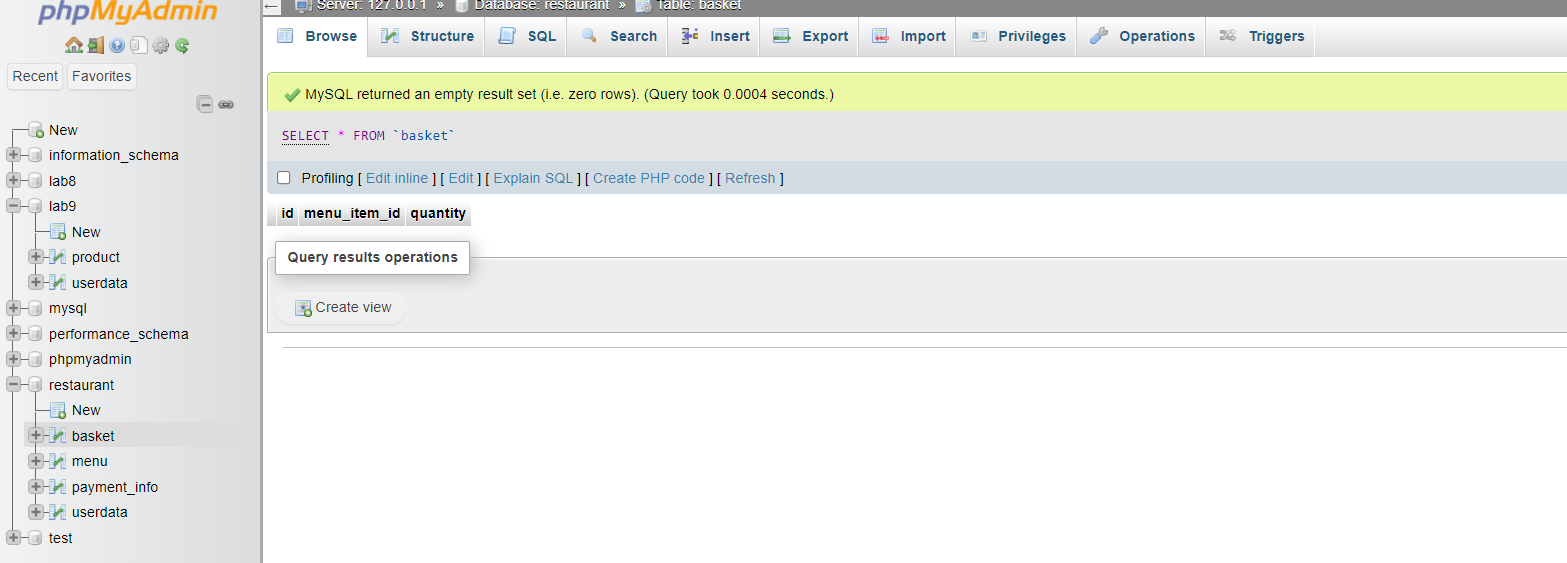 phpMyAdmin
Recent Favorites
New
information_schema
lab8
lab9
New
product
userdata
mysql
performance_schema
phpmyadmin
restaurant
New
basket
menu
payment_info
userdata
test
Server: 127.0.0.1 » Database: restaurant » Table: basket
Browse Structure SQL Search Insert Export Import Privileges Operations Triggers
MySQL returned an empty result set (i.e. zero rows). (Query took 0.0004 seconds.)
SELECT * FROM `basket`
Profiling [ Edit inline ] [ Edit ] [ Explain SQL ] [ Create PHP code ] [ Refresh ]
id menu_item_id quantity
Query results operations
Create view